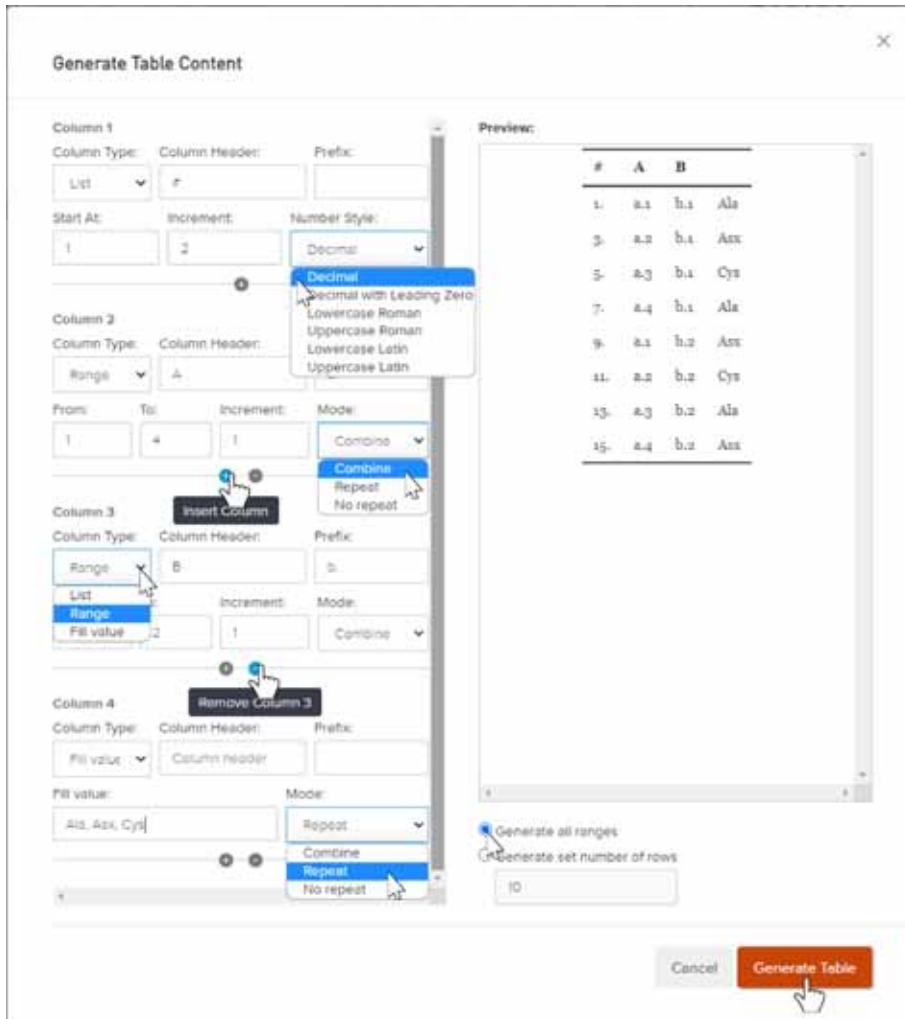 Generate Table Content
Column 1
Column Type: Column Header: Prefix:
List #
Start At: Increment: Number Style:
1 2 Decimal
Decimal
Decimal with Leading Zero
Lowercase Roman
Uppercase Roman
Lowercase Latin
Uppercase Latin
Column 2
Column Type: Column Header:
Range A
From: To: Increment: Mode:
1 4 1 Combine
Combine
Repeat
No repeat
Insert Column
Column 3
Column Type: Column Header: Prefix:
Range B b.
List
Range
Fill value
Increment: Mode:
2 1 Combine
Remove Column 3
Column 4
Column Type: Column Header: Prefix:
Fill value Column header
Fill value: Mode:
Ala, Asx, Cys Repeat
Combine
Repeat
No repeat
Preview:
# A B
1. a.1 b.1 Ala
3. a.2 b.1 Asx
5. a.3 b.1 Cys
7. a.4 b.1 Ala
9. a.1 b.2 Asx
11. a.2 b.2 Cys
13. a.3 b.2 Ala
15. a.4 b.2 Asx
Generate all ranges
Generate set number of rows
10
Cancel Generate Table